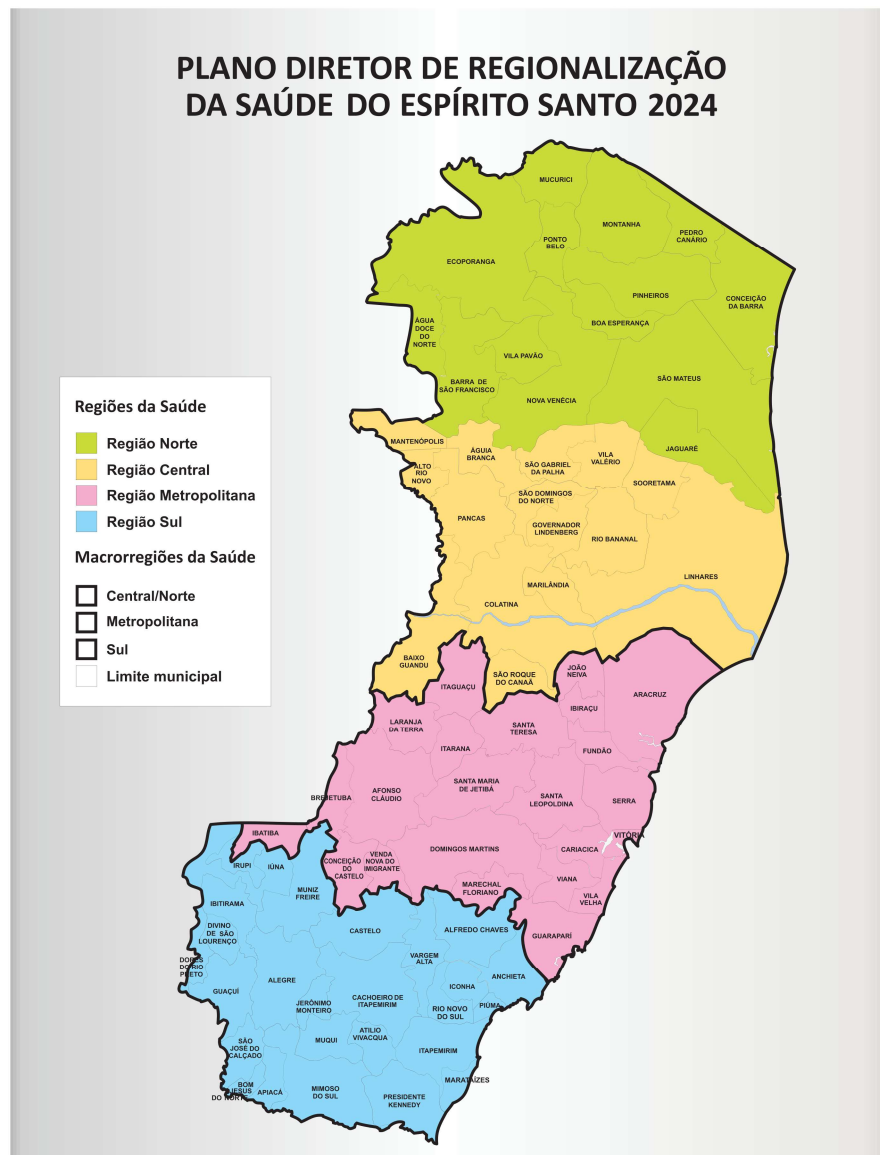 PLANO DIRETOR DE REGIONALIZAÇÃO
DA SAÚDE DO ESPÍRITO SANTO 2024
MUCURICI
MONTANHA
PEDRO
CANÁRIO
PONTO
BELO
ECOPORANGA
PINHEIROS
CONCEIÇÃO
DA BARRA
ÁGUA
DOCE
DO
NORTE
BOA ESPERANÇA
VILA PAVÃO
BARRA DE
SÃO FRANCISCO
SÃO MATEUS
NOVA VENÉCIA
Regiões da Saúde
Região Norte
Região Central
Região Metropolitana
Região Sul
Macrorregiões da Saúde
Central/Norte
Metropolitana
Sul
Limite municipal
MANTENÓPOLIS
ÁGUIA
BRANCA
VILA
VALÉRIO
JAGUARÉ
ALTO
RIO
NOVO
SÃO GABRIEL
DA PALHA
SOORETAMA
SÃO DOMINGOS
DO NORTE
PANCAS
GOVERNADOR
LINDENBERG
RIO BANANAL
LINHARES
MARILÂNDIA
COLATINA
BAIXO
GUANDU
SÃO ROQUE
DO CANAÃ
JOÃO
NEIVA
ITAGUAÇU
ARACRUZ
IBIRAÇU
LARANJA
DA TERRA
SANTA
TERESA
ITARANA
FUNDÃO
SANTA MARIA
DE JETIBÁ
AFONSO
CLÁUDIO
BREJETUBA
SANTA
LEOPOLDINA
SERRA
IBATIBA
VITÓRIA
DOMINGOS MARTINS
CARIACICA
CONCEIÇÃO
DO
CASTELO
VENDA
NOVA DO
IMIGRANTE
IRUPI
IÚNA
MUNIZ
FREIRE
MARECHAL
FLORIANO
VIANA
VILA
VELHA
IBITIRAMA
DIVINO
DE SÃO
LOURENÇO
CASTELO
ALFREDO CHAVES
GUARAPARÍ
VARGEM
ALTA
DORES
DO RIO
PRETO
ALEGRE
ANCHIETA
GUAÇUÍ
ICONHA
JERÔNIMO
MONTEIRO
CACHOEIRO DE
ITAPEMIRIM
RIO NOVO
DO SUL
PIÚMA
SÃO
JOSÉ DO
CALÇADO
MUQUI
ATILIO
VIVACQUA
ITAPEMIRIM
MARATAÍZES
BOM
JESUS
DO NORTE
APIACÁ
MIMOSO
DO SUL
PRESIDENTE
KENNEDY